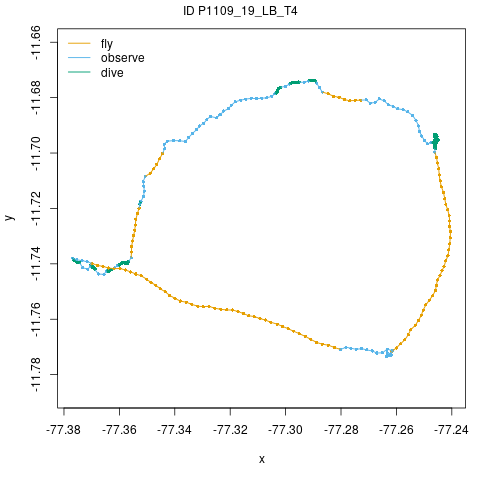 ID P1109_19_LB_T4
fly
observe
dive
-11.66
-11.68
-11.70
-11.72
-11.74
-11.76
-11.78
y
-77.38 -77.36 -77.34 -77.32 -77.30 -77.28 -77.26 -77.24
x